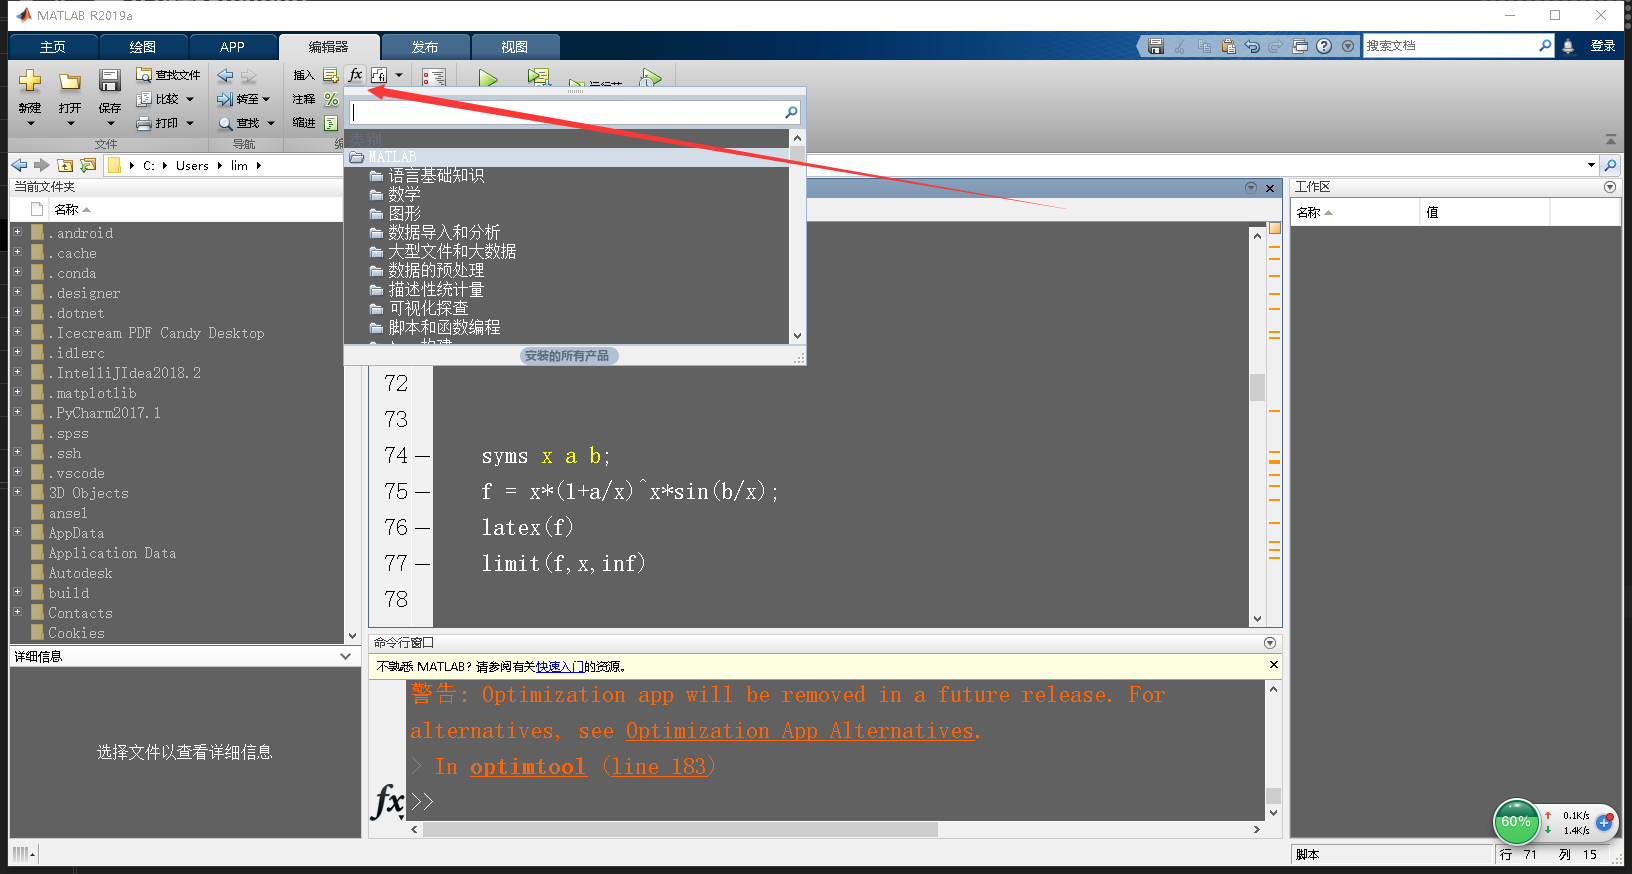 MATLAB R2019a
主页 绘图 APP 编辑器 发布 视图 搜索文档 登录
新建 打开 保存 查找文件 比较 打印 转至 查找 插入 fx 注释 缩进
文件 导航
C: Users lim
当前文件夹
名称
.android
.cache
.conda
.designer
.dotnet
.Icecream PDF Candy Desktop
.idlerc
.IntelliJIdea2018.2
.matplotlib
.PyCharm2017.1
.spss
.ssh
.vscode
3D Objects
ansel
AppData
Application Data
Autodesk
build
Contacts
Cookies
详细信息
选择文件以查看详细信息
类别
MATLAB
语言基础知识
数学
图形
数据导入和分析
大型文件和大数据
数据的预处理
描述性统计量
可视化探查
脚本和函数编程
安装的所有产品
72
73
74 – syms x a b;
75 – f = x*(1+a/x)^x*sin(b/x);
76 – latex(f)
77 – limit(f,x,inf)
78
命令行窗口
不熟悉 MATLAB? 请参阅有关快速入门的资源。
警告: Optimization app will be removed in a future release. For
alternatives, see Optimization App Alternatives.
> In optimtool (line 183)
fx >>
工作区
名称 值
60% 0.1K/s
1.4K/s
脚本 行 71 列 15